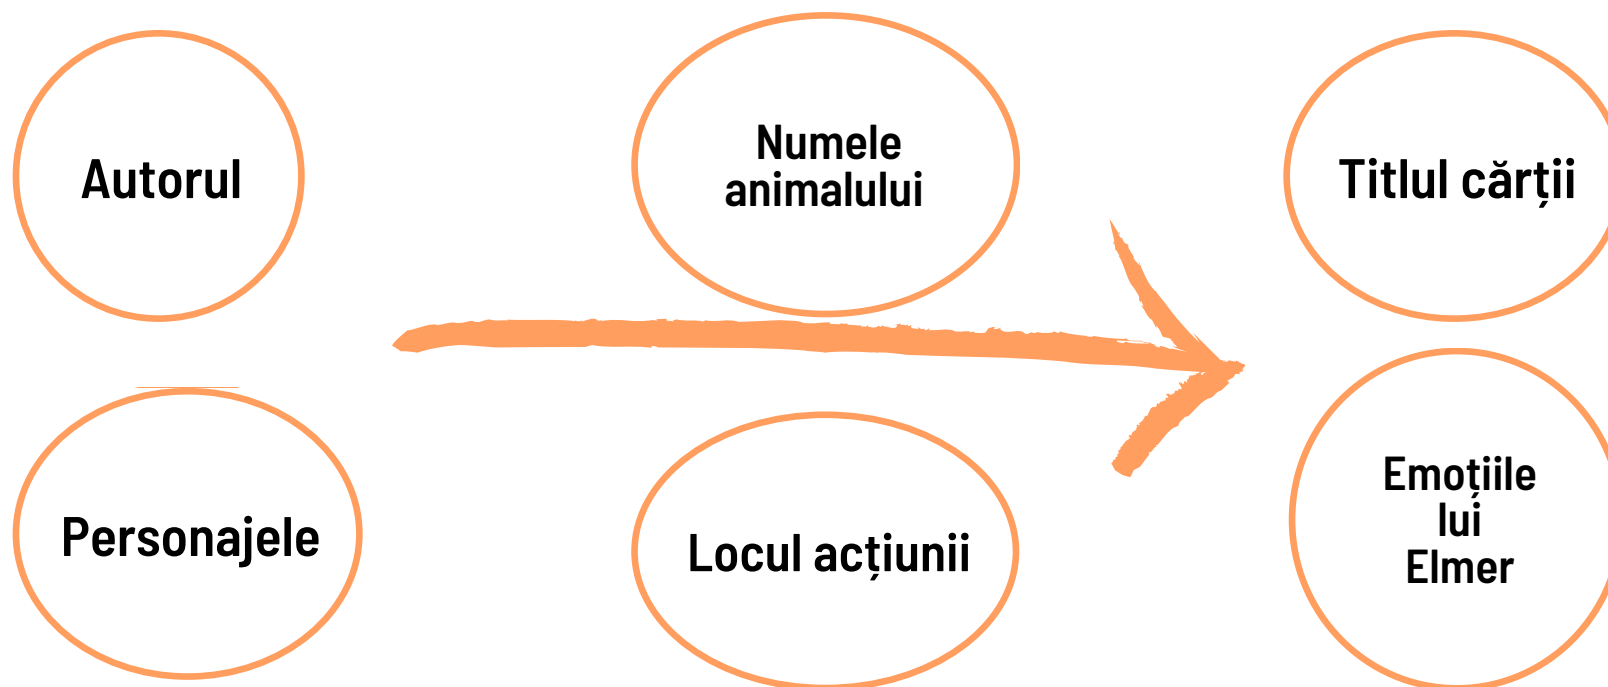 Autorul
Numele
animalului
Titlul cărții
Personajele
Locul acțiunii
Emoțiile
lui
Elmer